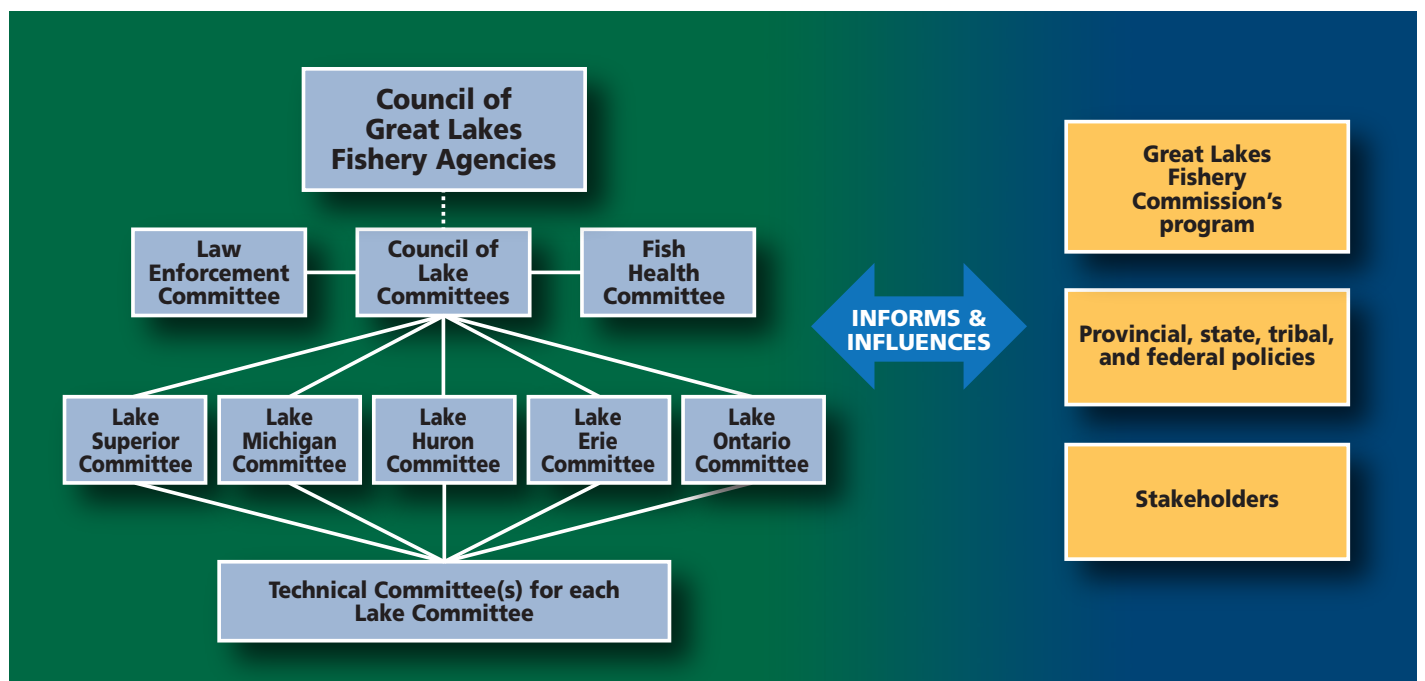 Council of
Great Lakes
Fishery Agencies
Law
Enforcement
Committee
Council of
Lake
Committees
Fish
Health
Committee
Lake
Superior
Committee
Lake
Michigan
Committee
Lake
Huron
Committee
Lake
Erie
Committee
Lake
Ontario
Committee
Technical Committee(s) for each
Lake Committee
INFORMS &
INFLUENCES
Great Lakes
Fishery
Commission’s
program
Provincial, state, tribal,
and federal policies
Stakeholders